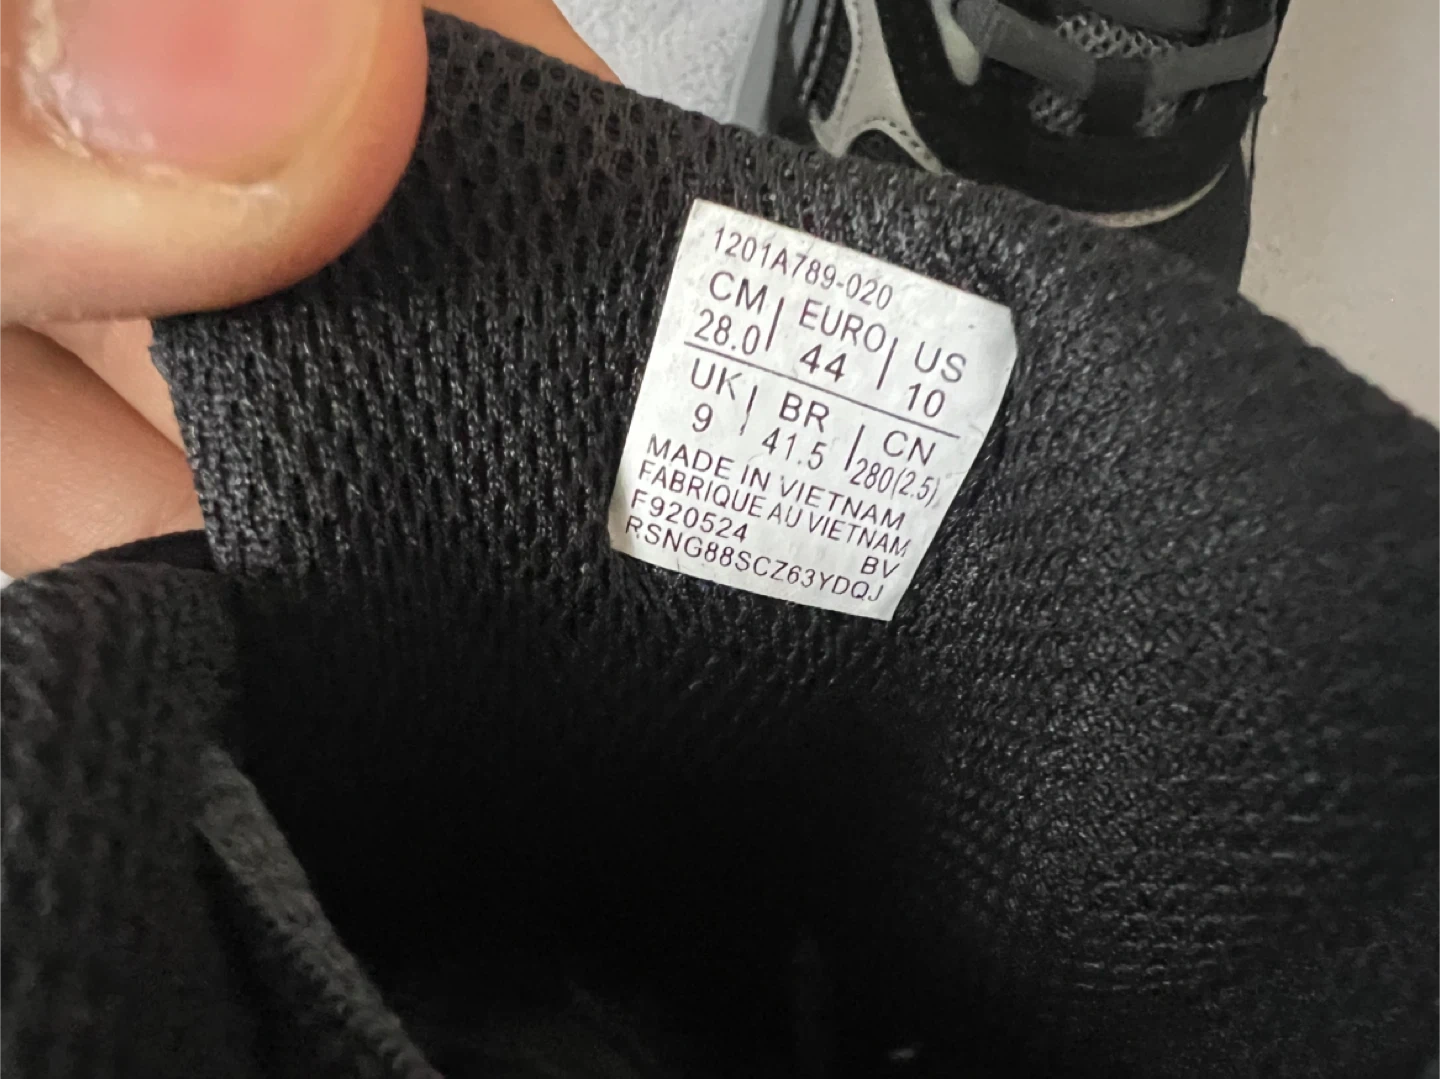 1201A789-020
CM | EURO | US
28.0 | 44 | 10
UK | BR | CN
9 | 41.5 | 280(2.5)
MADE IN VIETNAM
FABRIQUE AU VIETNAM
F920524 BV
RSNG88SCZ63YDQJ